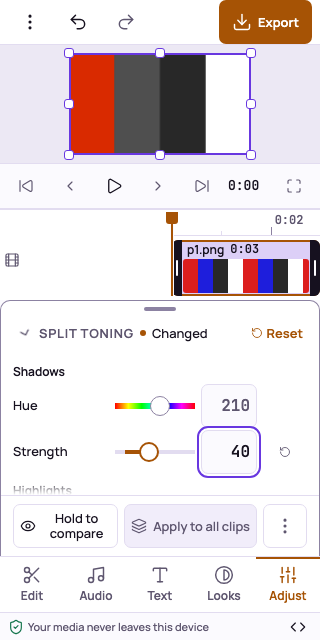 Export
0:00
0:02
p1.png 0:03
SPLIT TONING • Changed
Reset
Shadows
Hue
210
Strength
40
Highlights
Hold to
compare
Apply to all clips
Edit
Audio
Text
Looks
Adjust
Your media never leaves this device